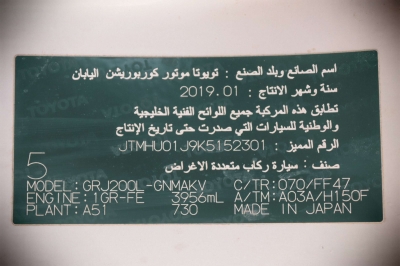 اسم الصانع وبلد الصنع : تويوتا موتور كوربوريشن اليابان
سنة وشهر الانتاج : 2019.01
تطابق هذه المركبة جميع اللوائح الفنية الخليجية
والوطنية للسيارات التي صدرت حتى تاريخ الإنتاج
الرقم المميز : JTMHU01J9K5152301
صنف : سيارة ركاب متعددة الاغراض
5
MODEL: GRJ200L-GNMAKV C/TR: 070/FF47
ENGINE: 1GR-FE 3956mL A/TM: A03A/H150F
PLANT: A51 730 MADE IN JAPAN